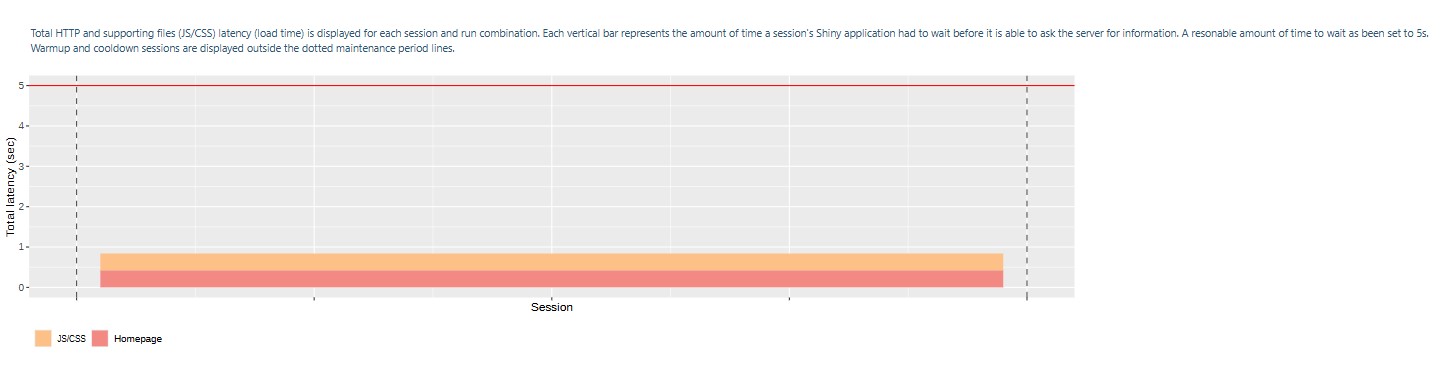 Total HTTP and supporting files (JS/CSS) latency (load time) is displayed for each session and run combination. Each vertical bar represents the amount of time a session's Shiny application had to wait before it is able to ask the server for information. A resonable amount of time to wait as been set to 5s.
Warmup and cooldown sessions are displayed outside the dotted maintenance period lines.
Total latency (sec)
5
4
3
2
1
0
Session
JS/CSS Homepage